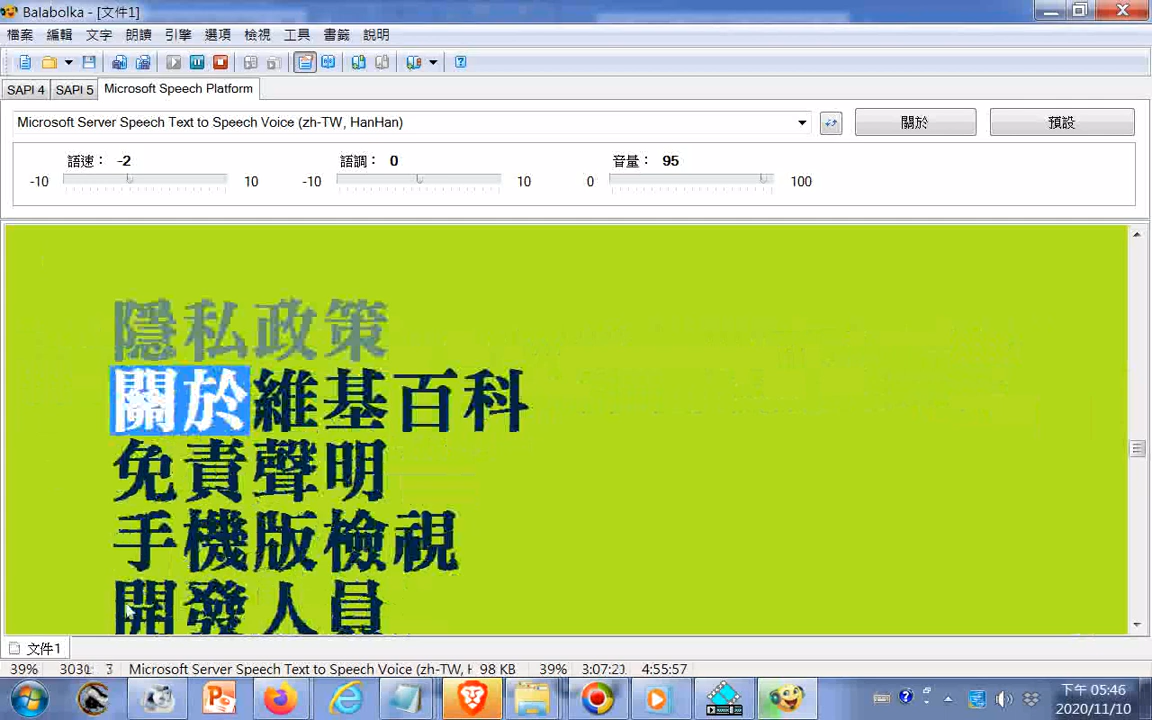 Balabolka - [文件1]
檔案 編輯 文字 朗讀 引擎 選項 檢視 工具 書籤 說明
SAPI 4 SAPI 5 Microsoft Speech Platform
Microsoft Server Speech Text to Speech Voice (zh-TW, HanHan) 關於 預設
語速： -2 語調： 0 音量： 95
-10 10 -10 10 0 100
隱私政策
關於維基百科
免責聲明
手機版檢視
開發人員
文件1
39% Microsoft Server Speech Text to Speech Voice (zh-TW, 98 KB 39% 4:55:57
下午 05:46
2020/11/10